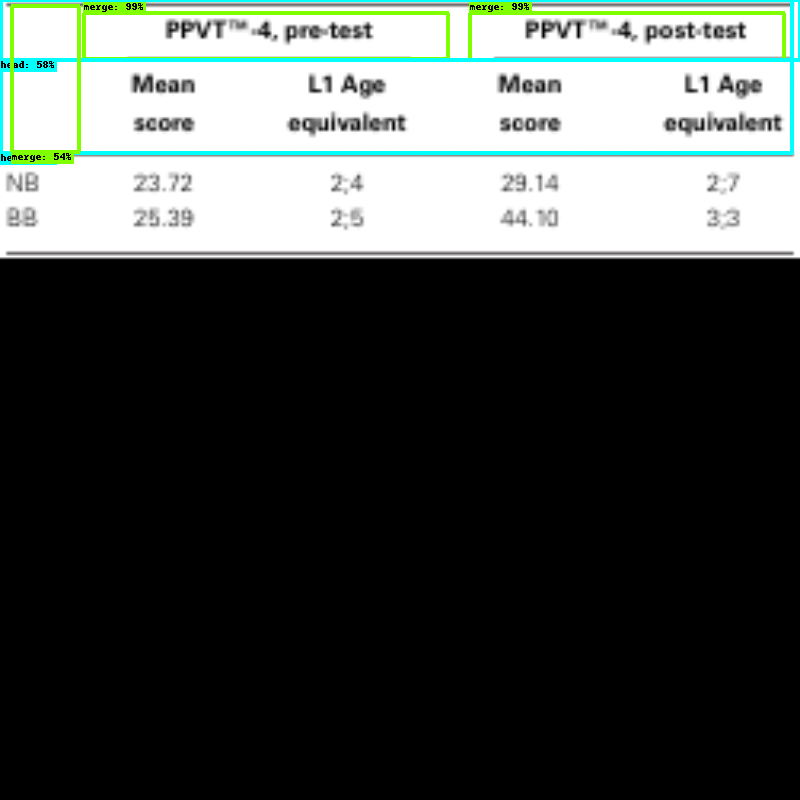 merge: 99% merge: 99%
PPVT™-4, pre-test PPVT™-4, post-test
head: 58%
Mean L1 Age Mean L1 Age
score equivalent score equivalent
merge: 54%
NB 23.72 2;4 29.14 2;7
BB 25.39 2;5 44.10 3;3